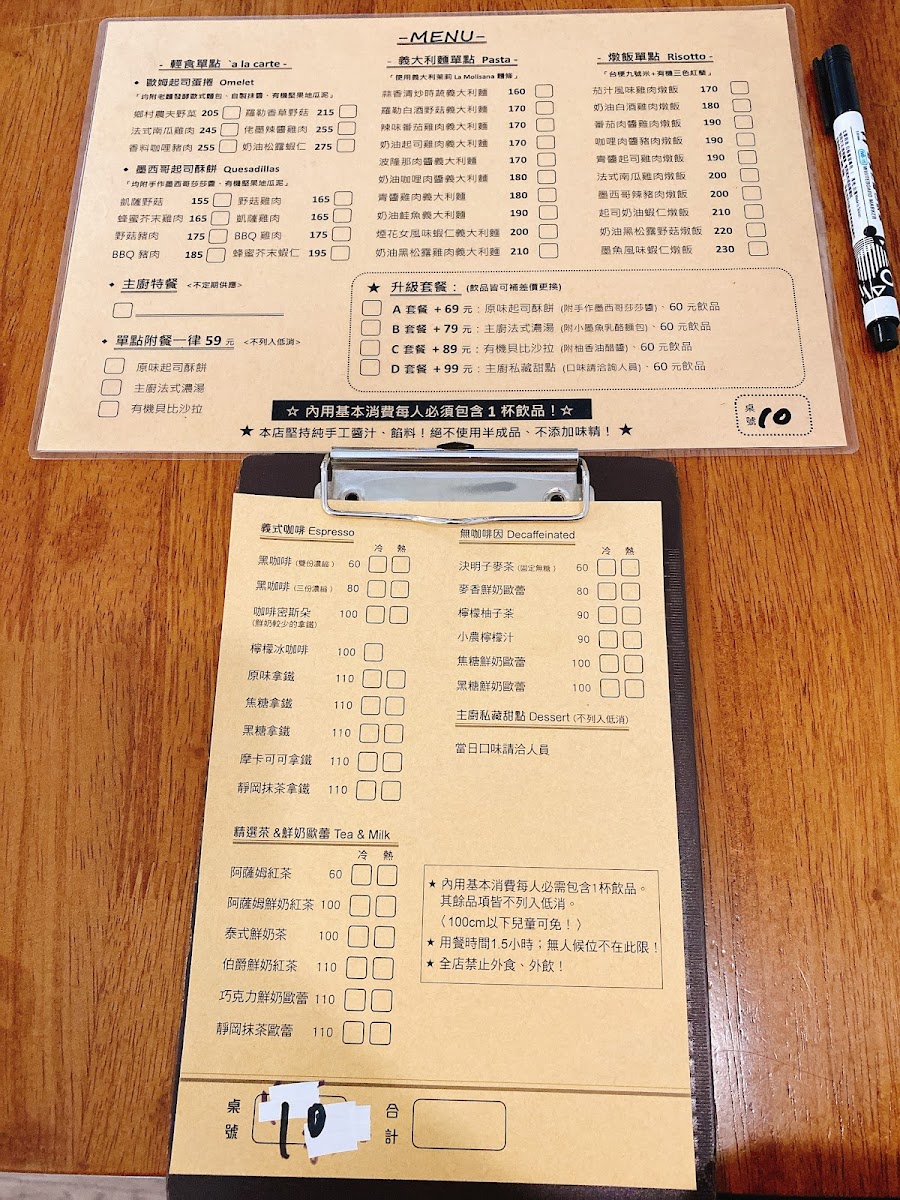 -MENU-
- 輕食單點 `a la carte -
◆ 歐姆起司蛋捲 Omelet
「均附老麵發酵歐式麵包、自製抹醬、有機堅果地瓜泥」
鄉村農夫野菜 205 羅勒香草野菇 215
法式南瓜雞肉 245 佬墨辣醬雞肉 255
香料咖哩豬肉 255 奶油松露蝦仁 275
◆ 墨西哥起司酥餅 Quesadillas
「均附手作墨西哥莎莎醬、有機堅果地瓜泥」
凱薩野菇 155 野菇雞肉 165
蜂蜜芥末雞肉 165 凱薩雞肉 165
野菇豬肉 175 BBQ 雞肉 175
BBQ 豬肉 185 蜂蜜芥末蝦仁 195
◆ 主廚特餐 <不定期供應>
◆ 單點附餐一律 59 元 <不列入低消>
原味起司酥餅
主廚法式濃湯
有機貝比沙拉
- 義大利麵單點 Pasta -
「使用義大利茉莉 La Molisana 麵條」
蒜香清炒時蔬義大利麵 160
羅勒白酒野菇義大利麵 170
辣味番茄雞肉義大利麵 170
奶油起司雞肉義大利麵 170
波隆那肉醬義大利麵 170
奶油咖哩肉醬義大利麵 180
青醬雞肉義大利麵 180
奶油鮭魚義大利麵 190
煙花女風味蝦仁義大利麵 200
奶油黑松露雞肉義大利麵 210
- 燉飯單點 Risotto -
「台梗九號米+有機三色紅藜」
茄汁風味雞肉燉飯 170
奶油白酒雞肉燉飯 180
番茄肉醬雞肉燉飯 190
咖哩肉醬豬肉燉飯 190
青醬起司雞肉燉飯 190
法式南瓜雞肉燉飯 200
墨西哥辣豬肉燉飯 200
起司奶油蝦仁燉飯 210
奶油黑松露野菇燉飯 220
墨魚風味蝦仁燉飯 230
★ 升級套餐： (飲品皆可補差價更換)
A 套餐 + 69 元：原味起司酥餅 (附手作墨西哥莎莎醬)、60 元飲品
B 套餐 + 79 元：主廚法式濃湯 (附小墨魚乳酪麵包)、60 元飲品
C 套餐 + 89 元：有機貝比沙拉 (附柚香油醋醬)、60 元飲品
D 套餐 + 99 元：主廚私藏甜點 (口味請洽詢人員)、60 元飲品
☆ 內用基本消費每人必須包含 1 杯飲品！☆
★ 本店堅持純手工醬汁、餡料！絕不使用半成品、不添加味精！ ★
桌號 10
義式咖啡 Espresso
冷 熱
黑咖啡 (雙份濃縮) 60
黑咖啡 (三份濃縮) 80
咖啡密斯朵 100
(鮮奶較少的拿鐵)
檸檬冰咖啡 100
原味拿鐵 110
焦糖拿鐵 110
黑糖拿鐵 110
摩卡可可拿鐵 110
靜岡抹茶拿鐵 110
精選茶 &鮮奶歐蕾 Tea & Milk
冷 熱
阿薩姆紅茶 60
阿薩姆鮮奶紅茶 100
泰式鮮奶茶 100
伯爵鮮奶紅茶 110
巧克力鮮奶歐蕾 110
靜岡抹茶歐蕾 110
無咖啡因 Decaffeinated
冷 熱
決明子麥茶 (固定無糖) 60
麥香鮮奶歐蕾 80
檸檬柚子茶 90
小農檸檬汁 90
焦糖鮮奶歐蕾 100
黑糖鮮奶歐蕾 100
主廚私藏甜點 Dessert (不列入低消)
當日口味請洽人員
★ 內用基本消費每人必需包含1杯飲品。
其餘品項皆不列入低消。
（100cm以下兒童可免！）
★ 用餐時間1.5小時；無人候位不在此限！
★ 全店禁止外食、外飲！
桌號 10 合計